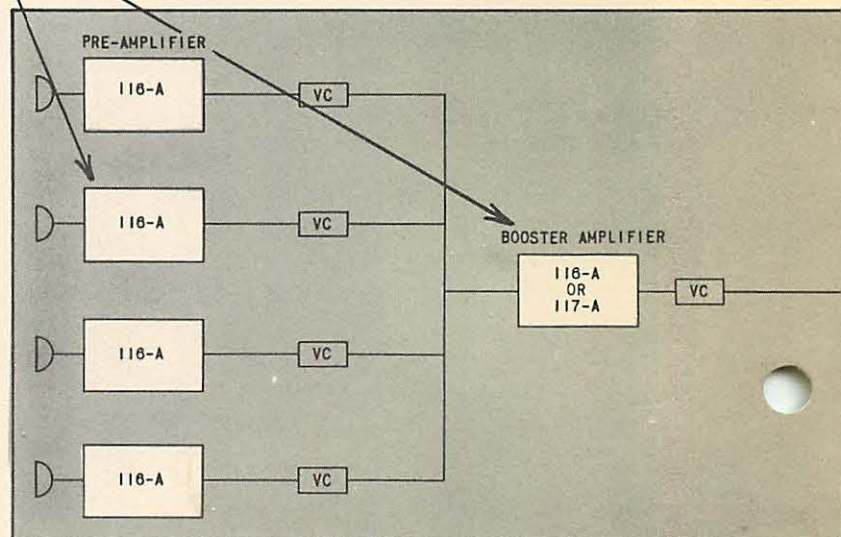 PRE-AMPLIFIER
116-A
VC
116-A
VC
BOOSTER AMPLIFIER
116-A
OR
117-A
VC
116-A
VC
116-A
VC